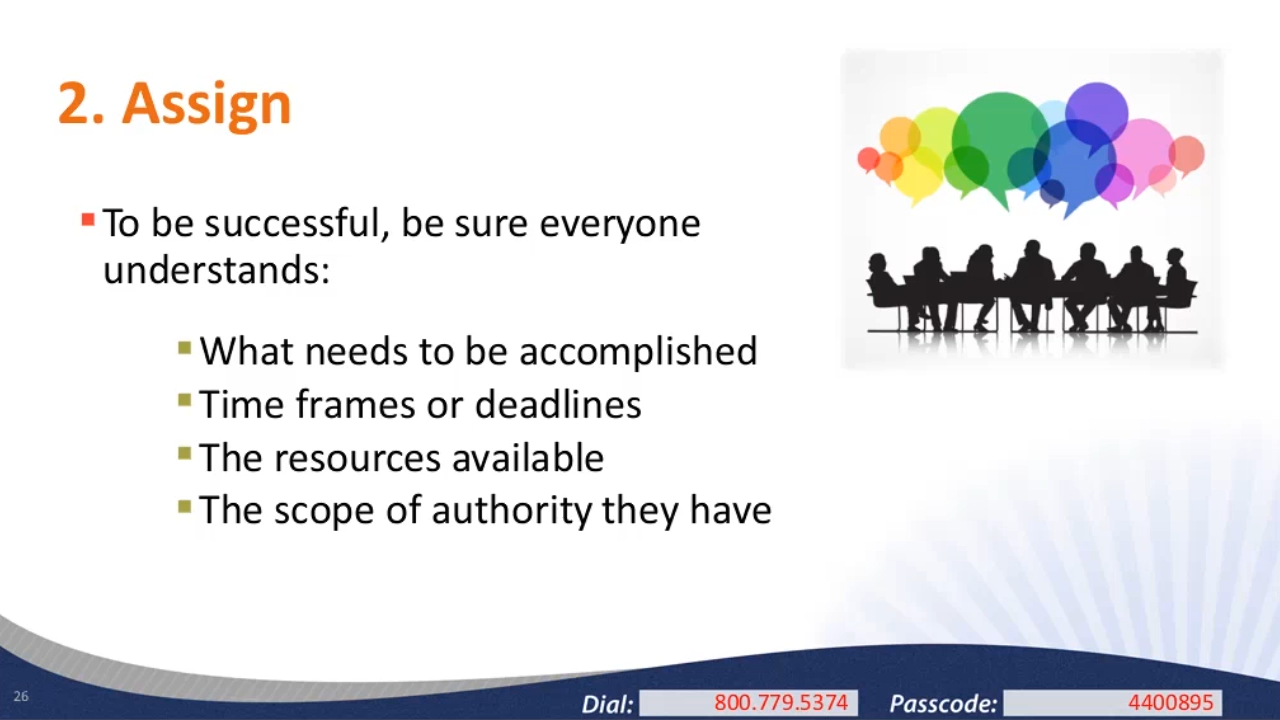 2. Assign
To be successful, be sure everyone
understands:
What needs to be accomplished
Time frames or deadlines
The resources available
The scope of authority they have
26
Dial: 800.779.5374 Passcode: 4400895